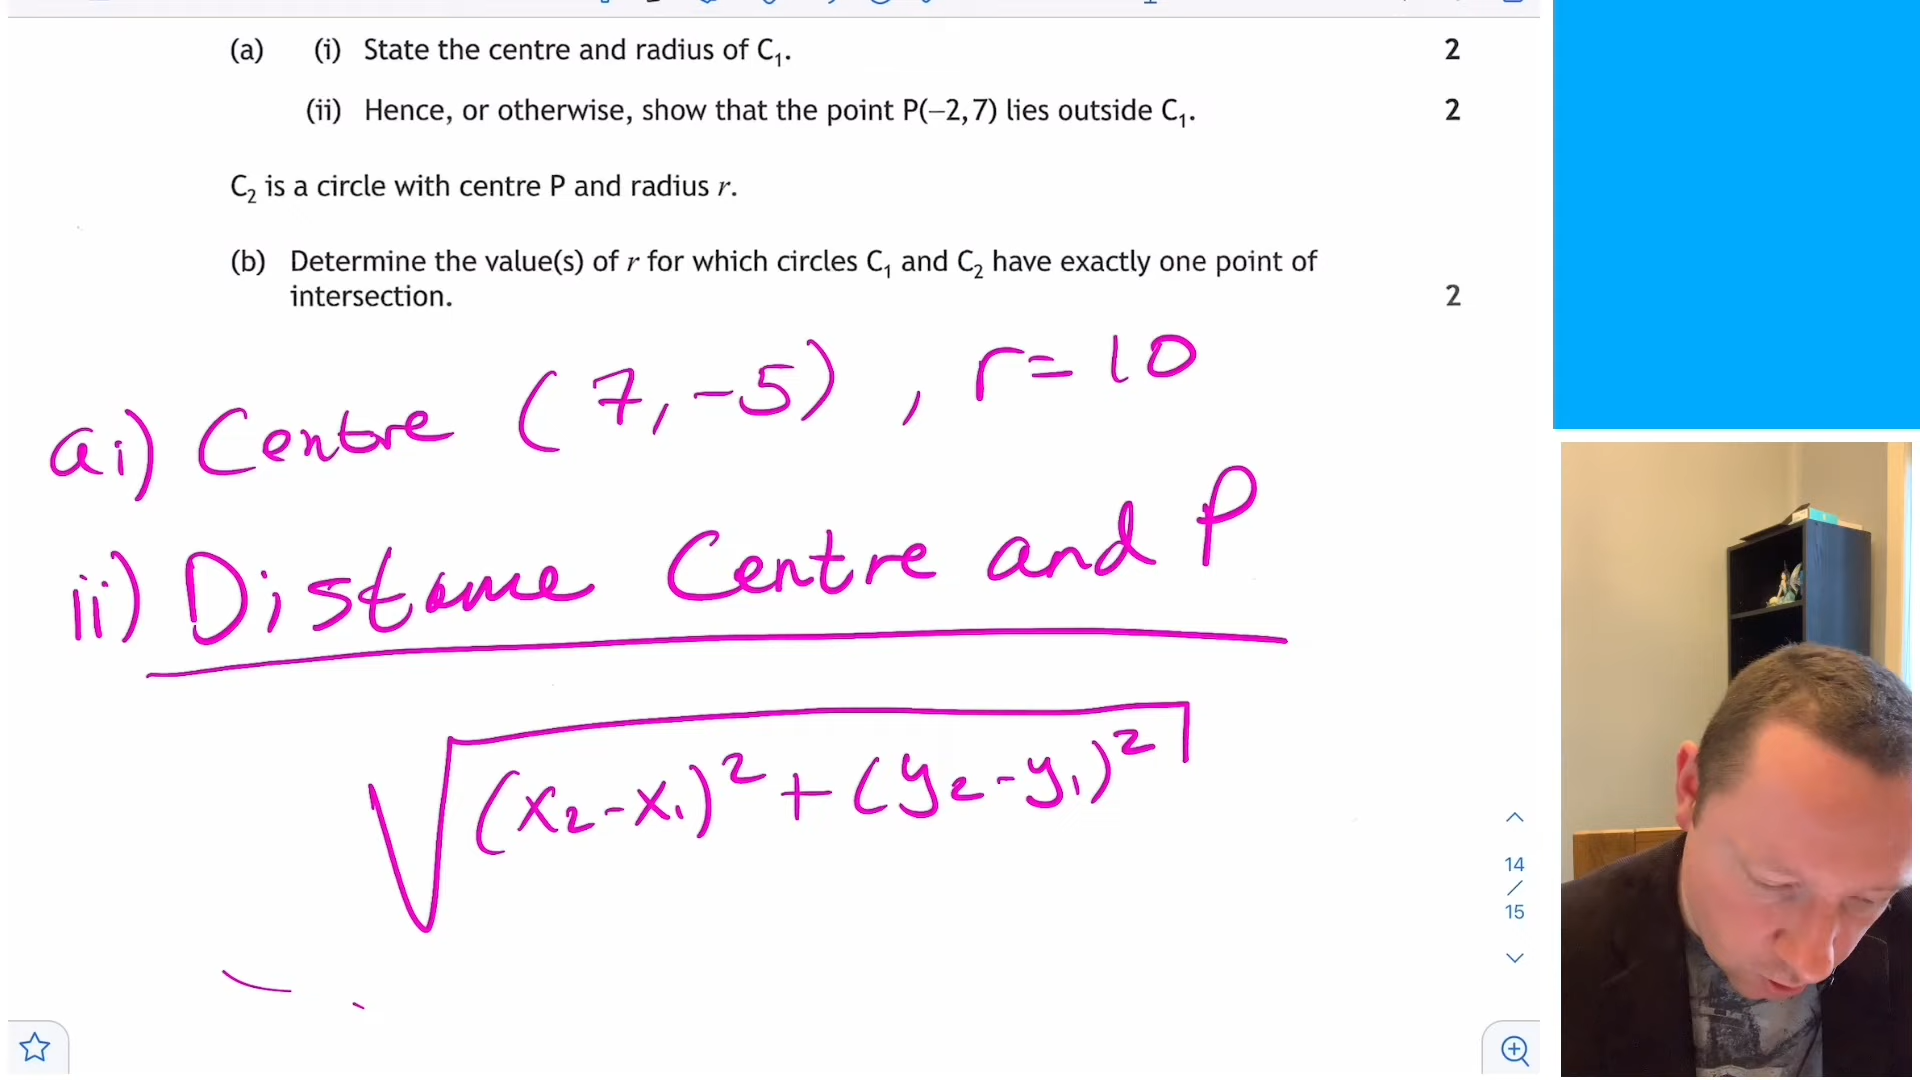 (a) (i) State the centre and radius of C₁. 2
(ii) Hence, or otherwise, show that the point P(−2,7) lies outside C₁. 2
C₂ is a circle with centre P and radius r.
(b) Determine the value(s) of r for which circles C₁ and C₂ have exactly one point of
intersection. 2
ai) Centre (7,-5) , r=10
ii) Distance Centre and P
√(x₂-x₁)²+(y₂-y₁)²
14
/
15